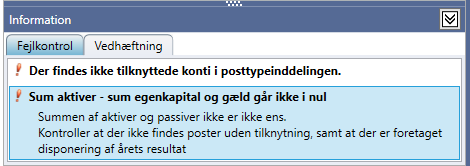 Information
Fejlkontrol Vedhæftning
Der findes ikke tilknyttede konti i posttypeinddelingen.
Sum aktiver - sum egenkapital og gæld går ikke i nul
Summen af aktiver og passiver ikke er ikke ens.
Kontroller at der ikke findes poster uden tilknytning, samt at der er foretaget
disponering af årets resultat